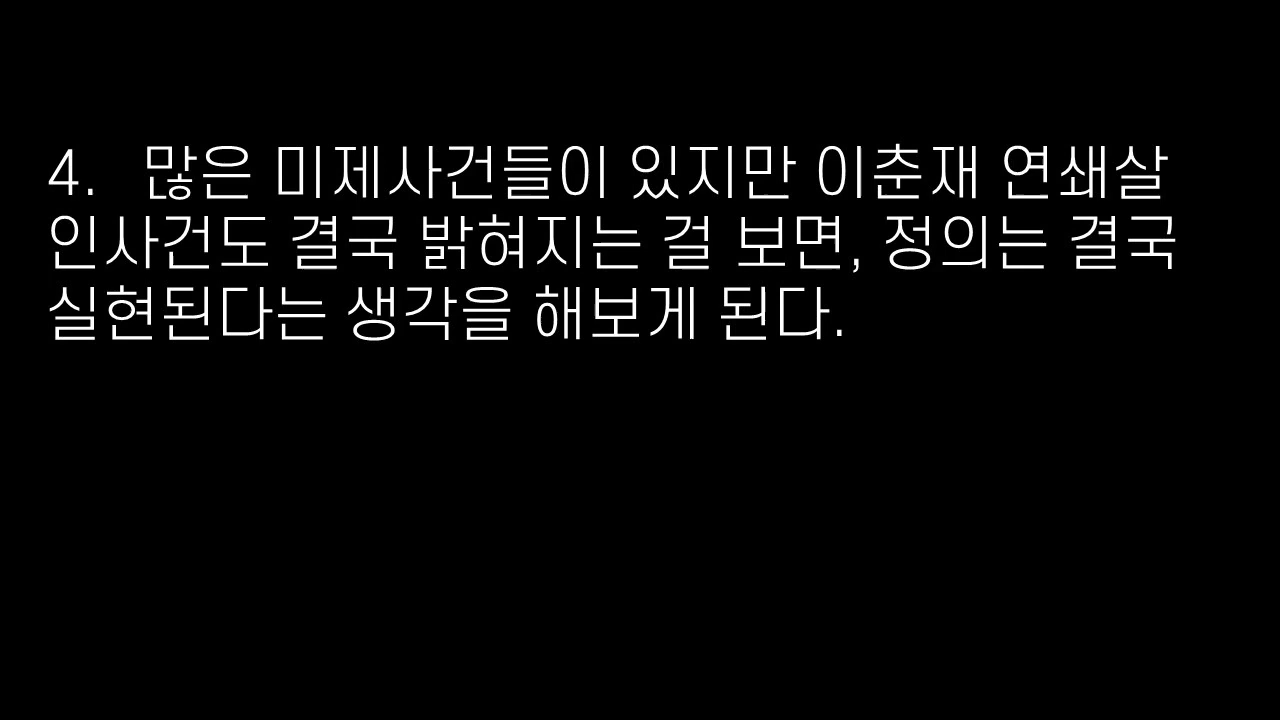 4. 많은 미제사건들이 있지만 이춘재 연쇄살
인사건도 결국 밝혀지는 걸 보면, 정의는 결국
실현된다는 생각을 해보게 된다.